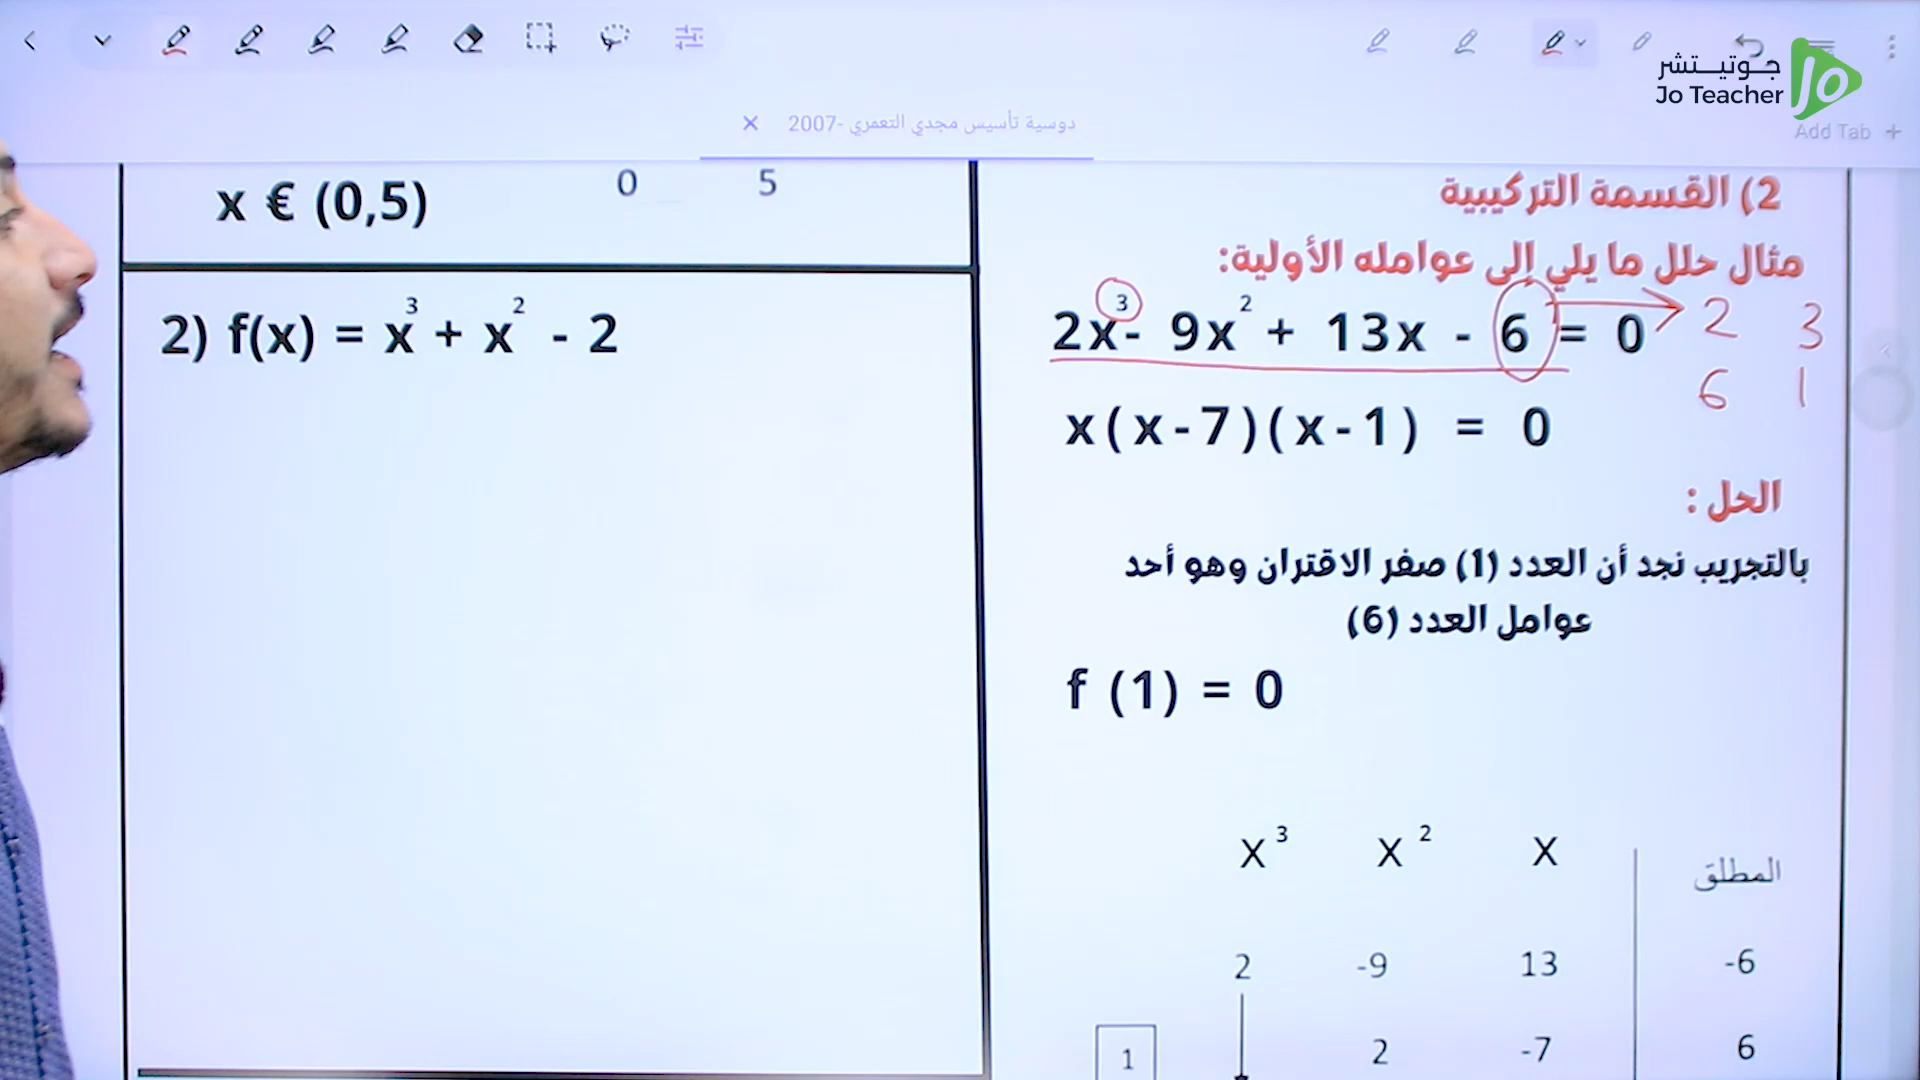 جـوتيـتشر
Jo Teacher
Jo
دوسية تأسيس مجدي التعمري -2007
Add Tab +
2) القسمة التركيبية
مثال حلل ما يلي إلى عوامله الأولية:
2x³- 9x² + 13x - 6 = 0
2 3
6 1
x(x-7)(x-1) = 0
الحل :
بالتجريب نجد أن العدد (1) صفر الاقتران وهو أحد
عوامل العدد (6)
f (1) = 0
X³ X² X المطلق
2 -9 13 -6
1 2 -7 6
0 5
x € (0,5)
2) f(x) = x³ + x² - 2